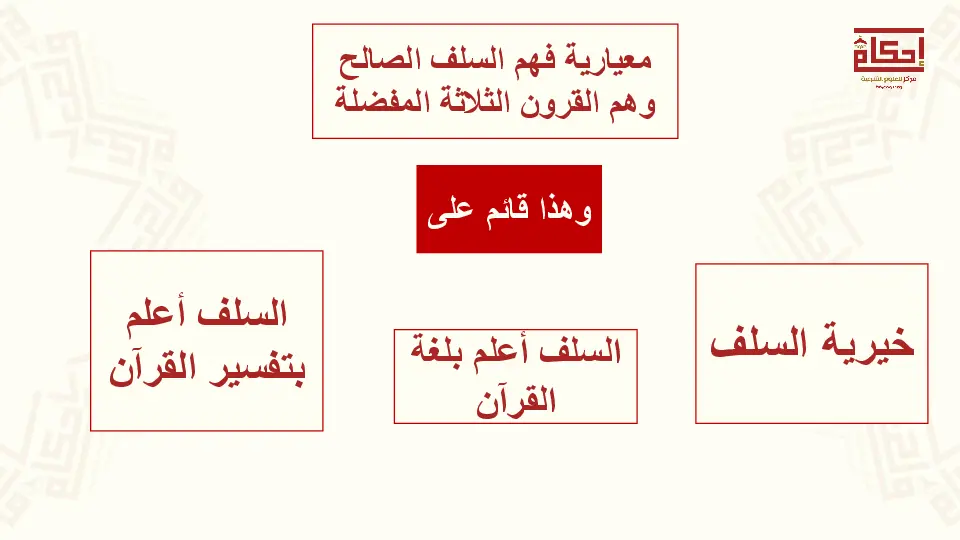 إحكام
مركز للعلوم الشرعية
معيارية فهم السلف الصالح
وهم القرون الثلاثة المفضلة
وهذا قائم على
خيرية السلف
السلف أعلم بلغة
القرآن
السلف أعلم
بتفسير القرآن